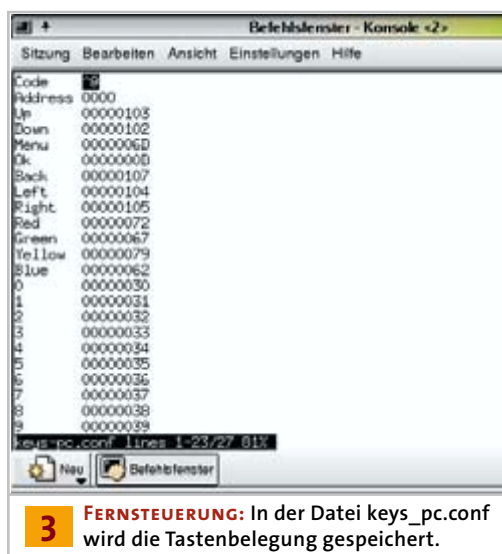 Befehlsfenster - Konsole <2>
Sitzung Bearbeiten Ansicht Einstellungen Hilfe
Code ^@
Address 0000
Up 00000103
Down 00000102
Menu 0000006D
Ok 0000000D
Back 00000107
Left 00000104
Right 00000105
Red 00000072
Green 00000067
Yellow 00000079
Blue 00000062
0 00000030
1 00000031
2 00000032
3 00000033
4 00000034
5 00000035
6 00000036
7 00000037
8 00000038
9 00000039
keys-pc.conf lines 1-23/27 81%
Neu Befehlsfenster
3 FERNSTEUERUNG: In der Datei keys_pc.conf
wird die Tastenbelegung gespeichert.